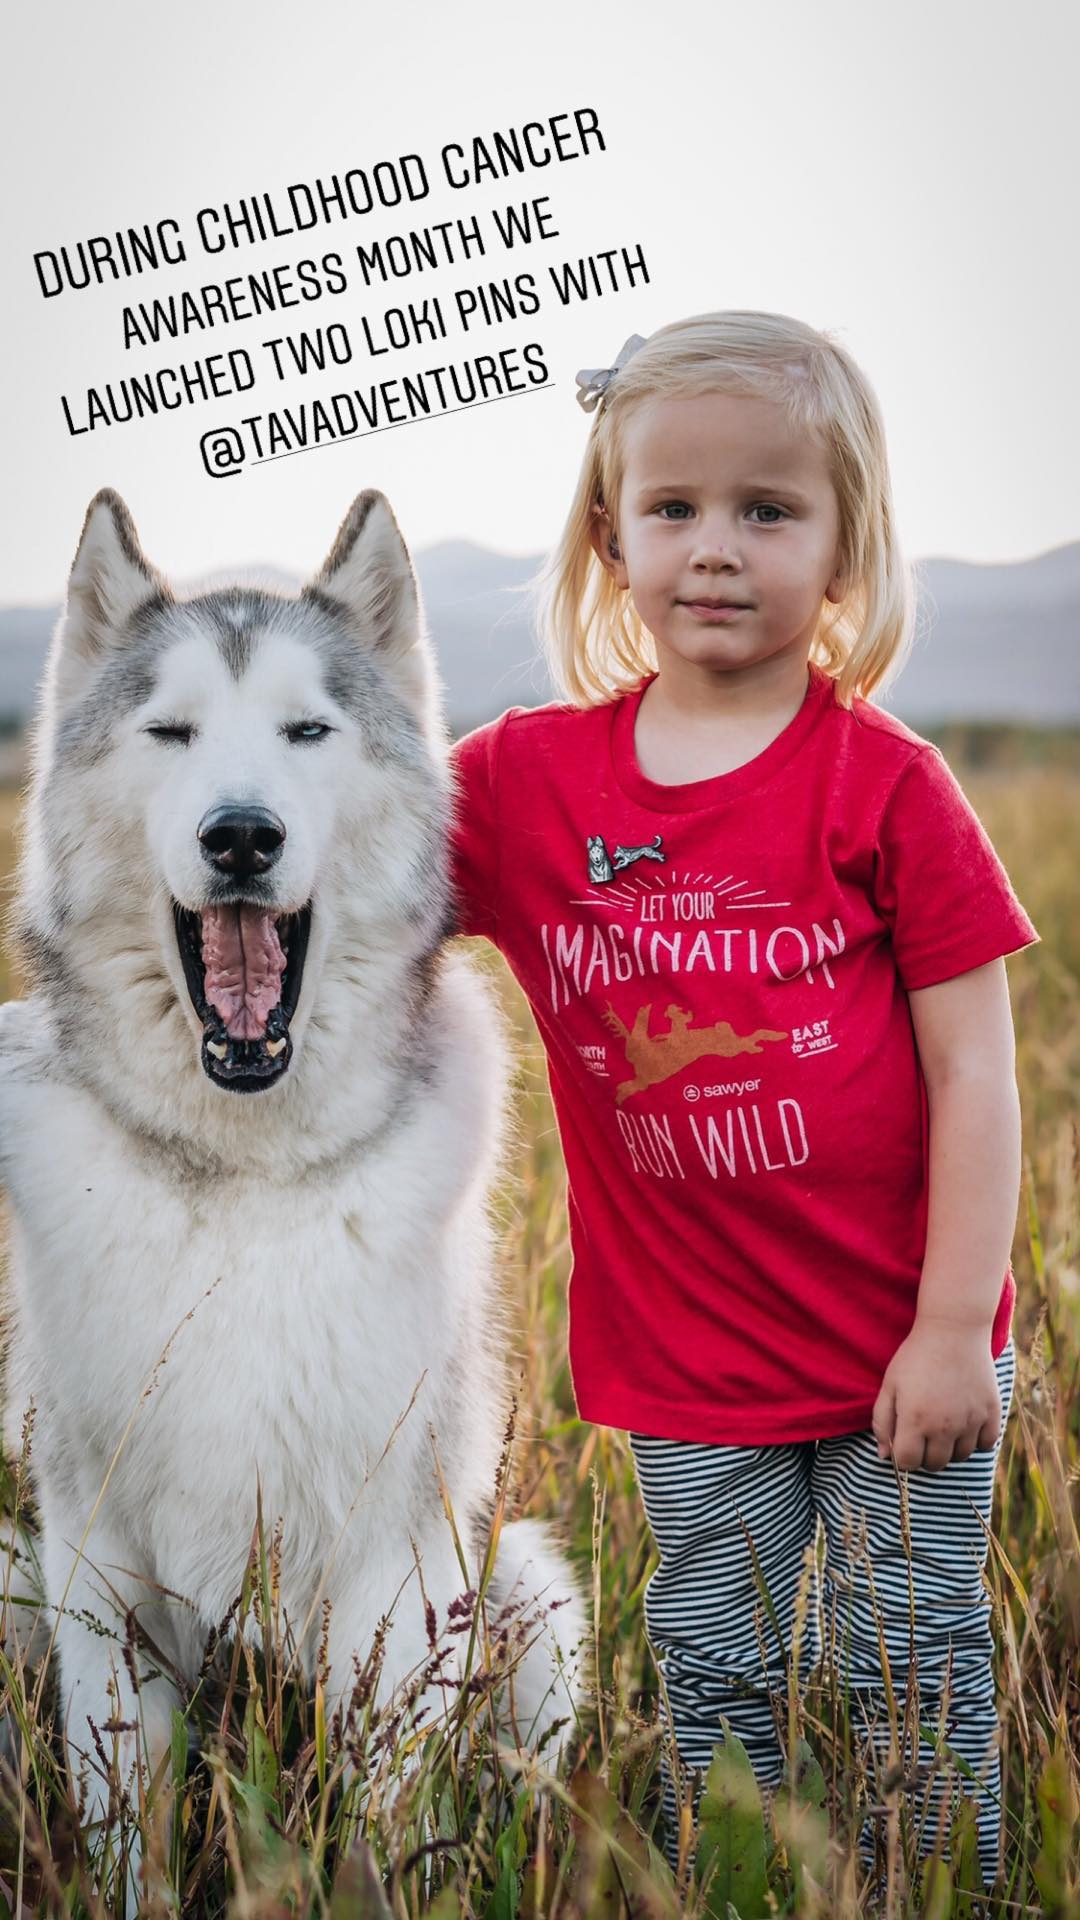 DURING CHILDHOOD CANCER
AWARENESS MONTH WE
LAUNCHED TWO LOKI PINS WITH
@TAVADVENTURES
LET YOUR
IMAGINATION
EAST
to WEST
sawyer
RUN WILD